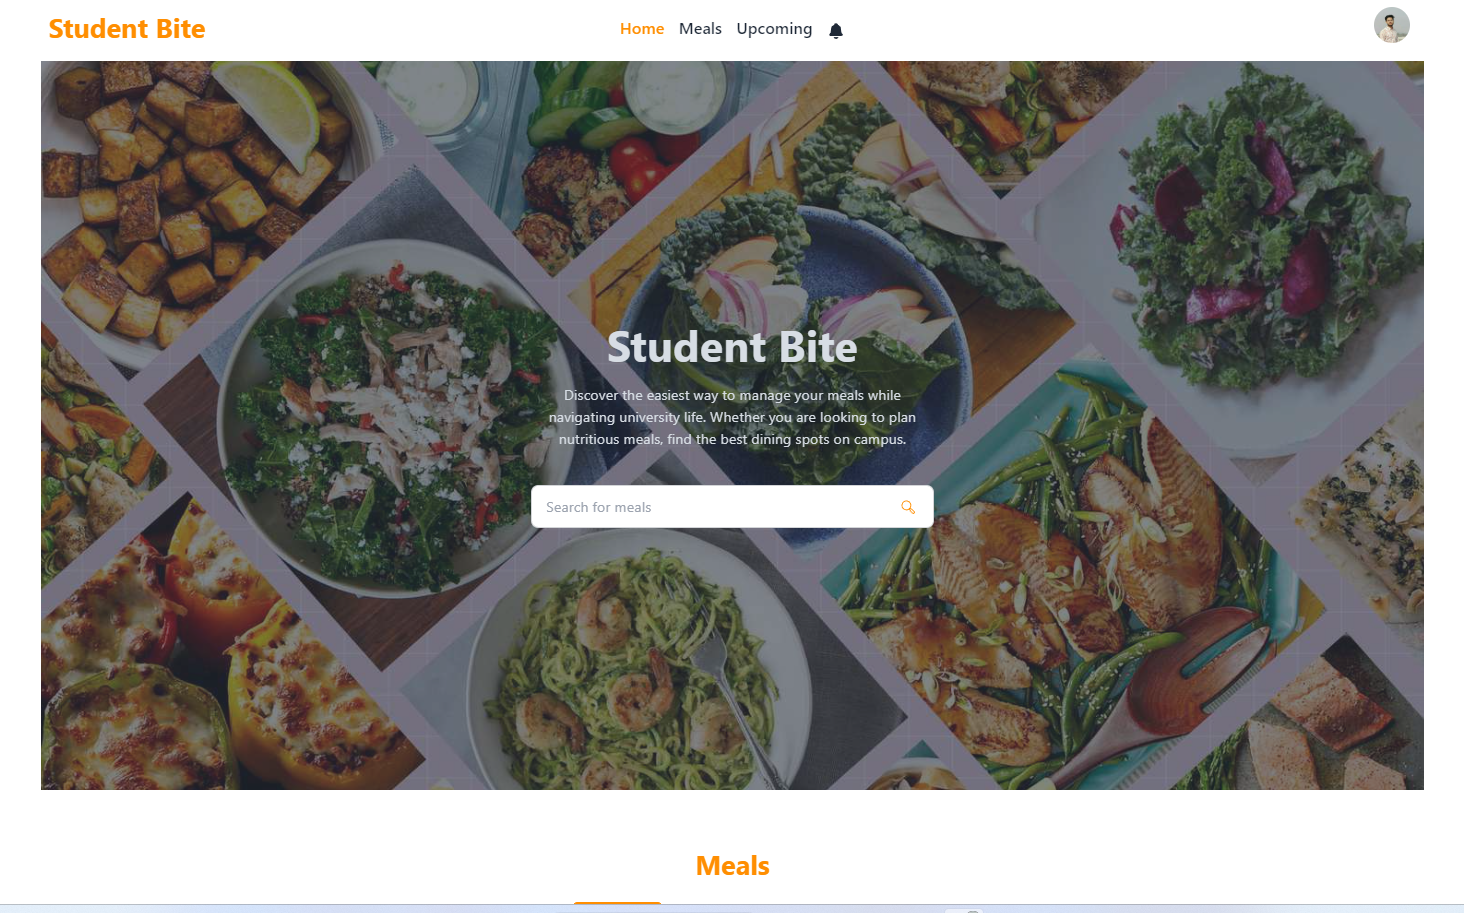 Student Bite
Home Meals Upcoming
Student Bite
Discover the easiest way to manage your meals while
navigating university life. Whether you are looking to plan
nutritious meals, find the best dining spots on campus.
Search for meals
Meals